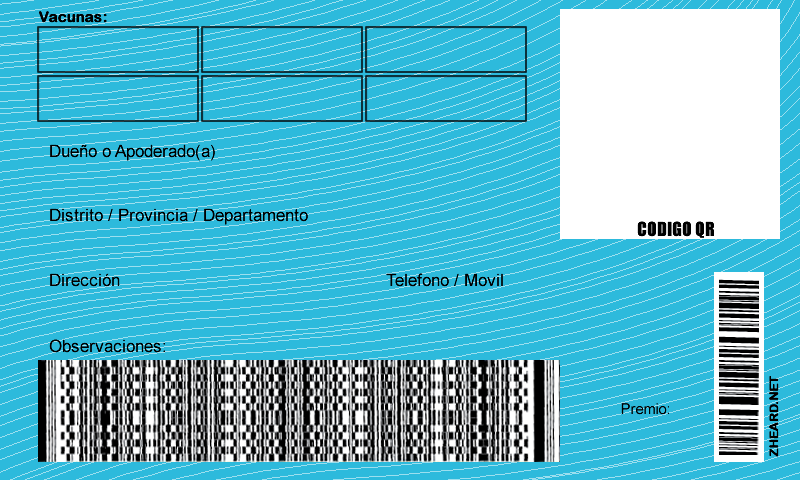 Vacunas:
Dueño o Apoderado(a)
Distrito / Provincia / Departamento
CODIGO QR
Dirección
Telefono / Movil
Observaciones:
Premio:
ZHEARD.NET